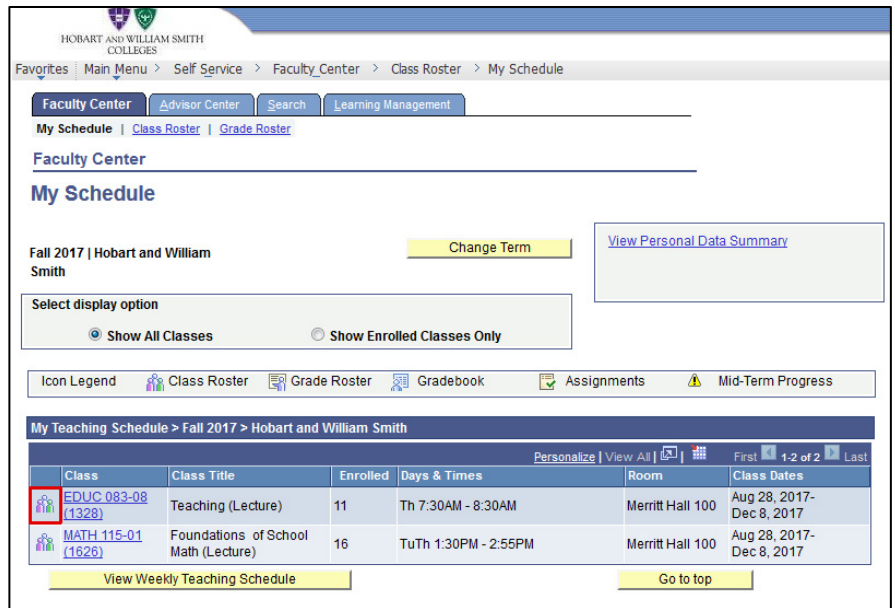 HOBART AND WILLIAM SMITH
COLLEGES
Favorites Main Menu > Self Service > Faculty Center > Class Roster > My Schedule
Faculty Center Advisor Center Search Learning Management
My Schedule | Class Roster | Grade Roster
Faculty Center
My Schedule
Fall 2017 | Hobart and William
Smith
Change Term
View Personal Data Summary
Select display option
Show All Classes Show Enrolled Classes Only
Icon Legend Class Roster Grade Roster Gradebook Assignments Mid-Term Progress
My Teaching Schedule > Fall 2017 > Hobart and William Smith
Personalize | View All | | First 1-2 of 2 Last
Class Class Title Enrolled Days & Times Room Class Dates
EDUC 083-08
(1328)
Teaching (Lecture) 11 Th 7:30AM - 8:30AM Merritt Hall 100
Aug 28, 2017-
Dec 8, 2017
MATH 115-01
(1626)
Foundations of School
Math (Lecture)
16 TuTh 1:30PM - 2:55PM Merritt Hall 100
Aug 28, 2017-
Dec 8, 2017
View Weekly Teaching Schedule Go to top